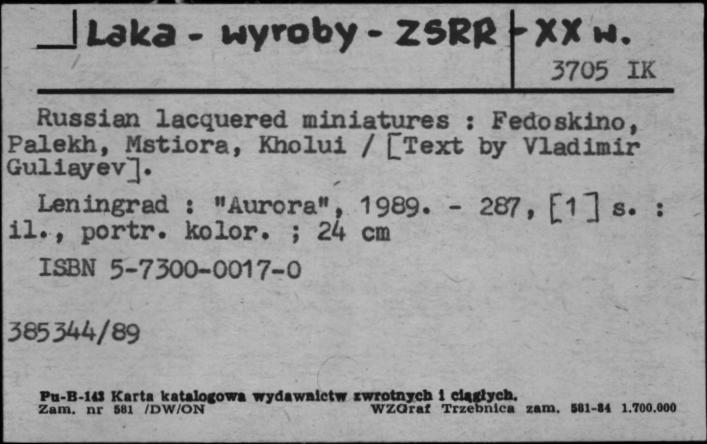 Laka - wyroby - ZSRR - XX w.
3705 IK
Russian lacquered miniatures : Fedoskino,
Palekh, Mstiora, Kholui / [Text by Vladimir
Guliayev].
Leningrad : "Aurora", 1989. - 287, [1] s. :
il., portr. kolor. ; 24 cm
ISBN 5-7300-0017-0
385344/89
Pu-B-143 Karta katalogowa wydawnictw zwrotnych i ciągłych.
Zam. nr 581 /DW/ON WZGraf Trzebnica zam. 581-84 1.700.000